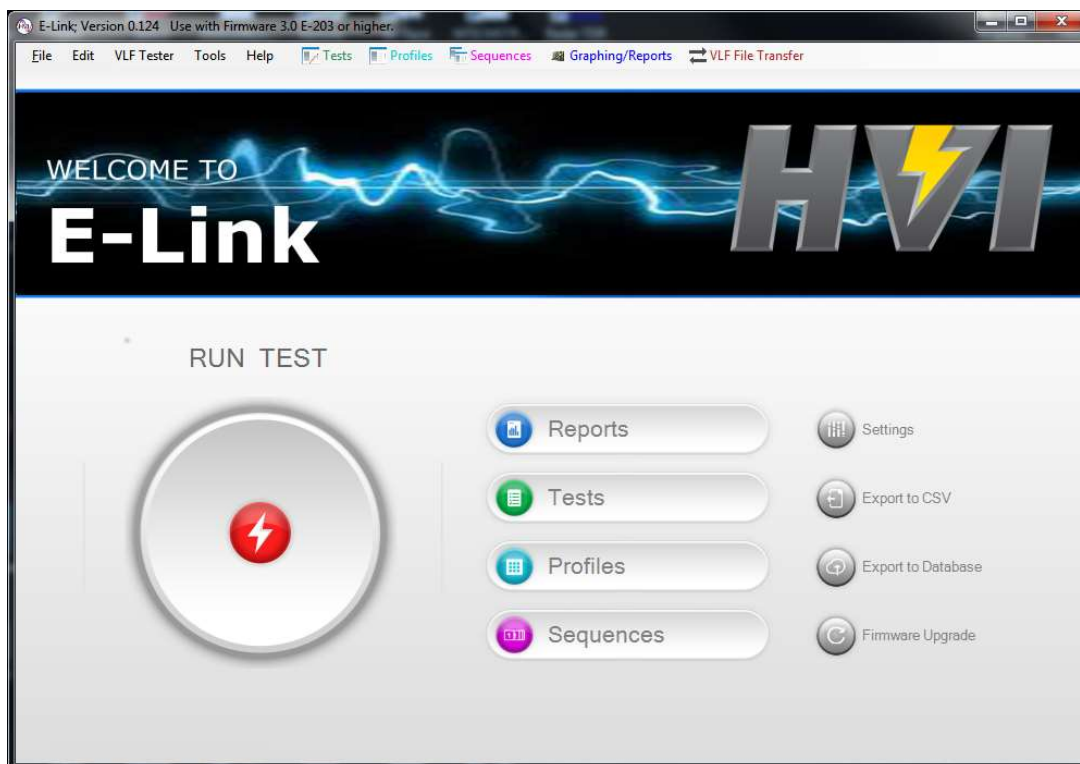 E-Link; Version 0.124 Use with Firmware 3.0 E-203 or higher.
File Edit VLF Tester Tools Help Tests Profiles Sequences Graphing/Reports VLF File Transfer
WELCOME TO
E-Link
HVI
RUN TEST
Reports
Settings
Tests
Export to CSV
Profiles
Export to Database
Sequences
Firmware Upgrade